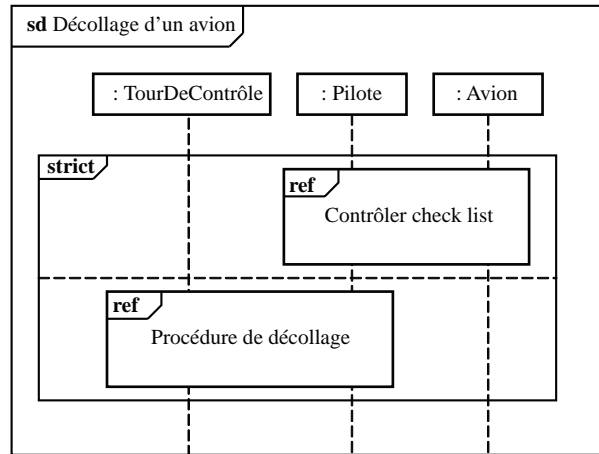 sd Décollage d’un avion
: TourDeContrôle : Pilote : Avion
strict
ref
Contrôler check list
ref
Procédure de décollage